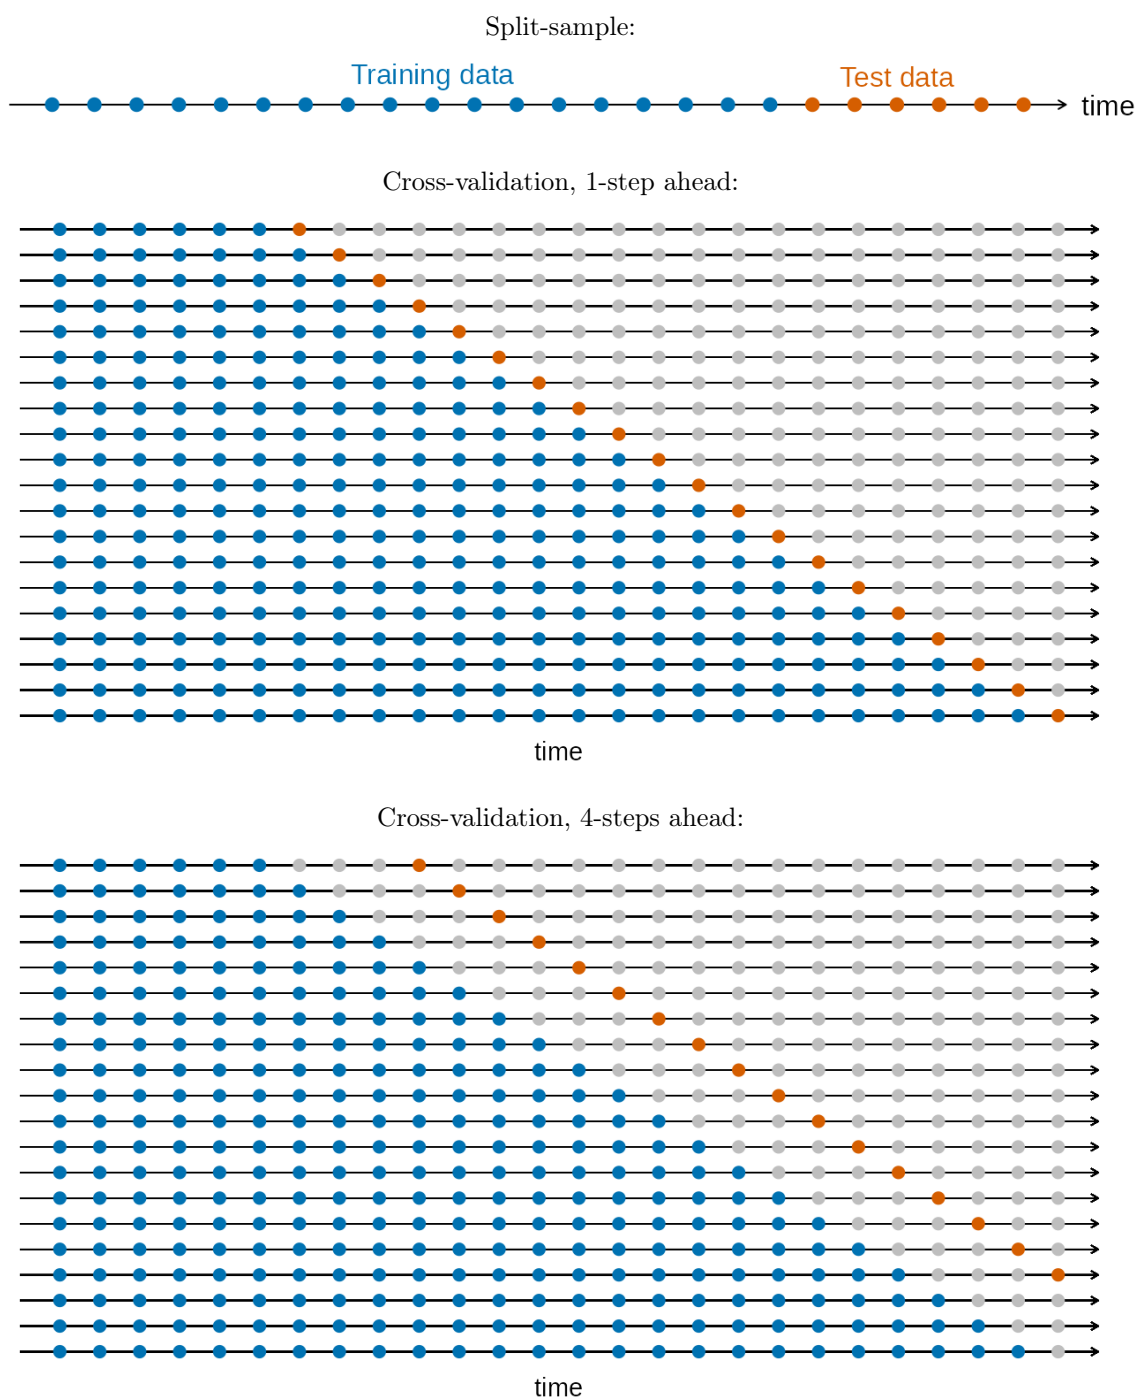 Split-sample:
Training data
Test data
time
Cross-validation, 1-step ahead:
time
Cross-validation, 4-steps ahead:
time